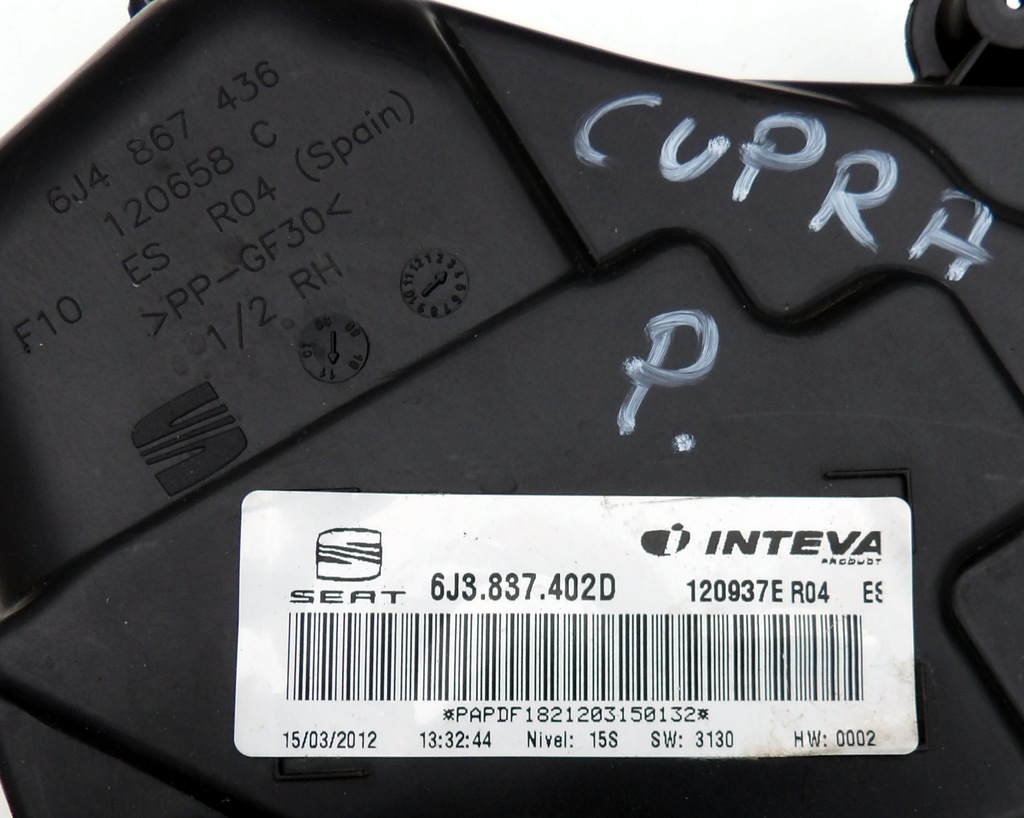 6J4 867 436
120658 C
ES R04 (Spain)
F10 >PP-GF30<
1/2 RH
CUPRA
P.
SEAT
6J3.837.402D
INTEVA
PRODUCT
120937E R04 ES
*PAPDF1821203150132*
15/03/2012 13:32:44 Nivel: 15S SW: 3130 HW: 0002